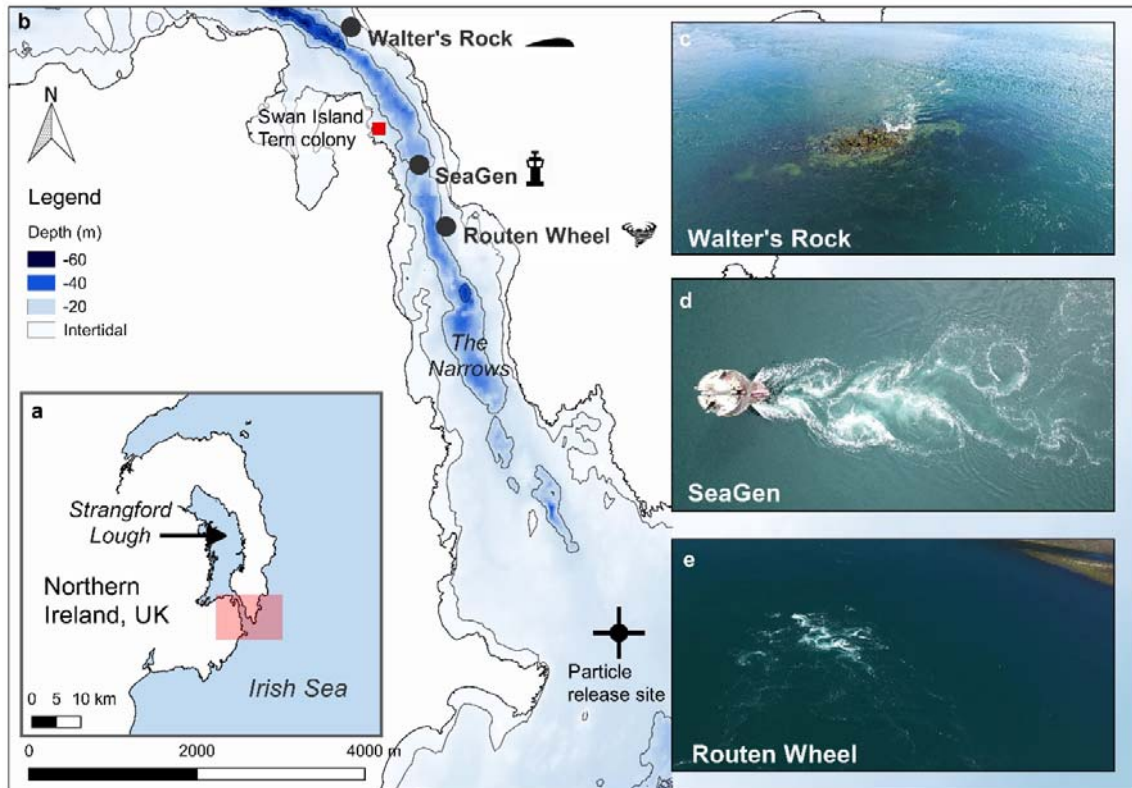 b
Walter's Rock
N
Swan Island
Tern colony
SeaGen
Routen Wheel
Legend
Depth (m)
-60
-40
-20
Intertidal
The
Narrows
a
Strangford
Lough
Northern
Ireland, UK
0 5 10 km
Irish Sea
Particle
release site
0 2000 4000 m
c
Walter's Rock
d
SeaGen
e
Routen Wheel